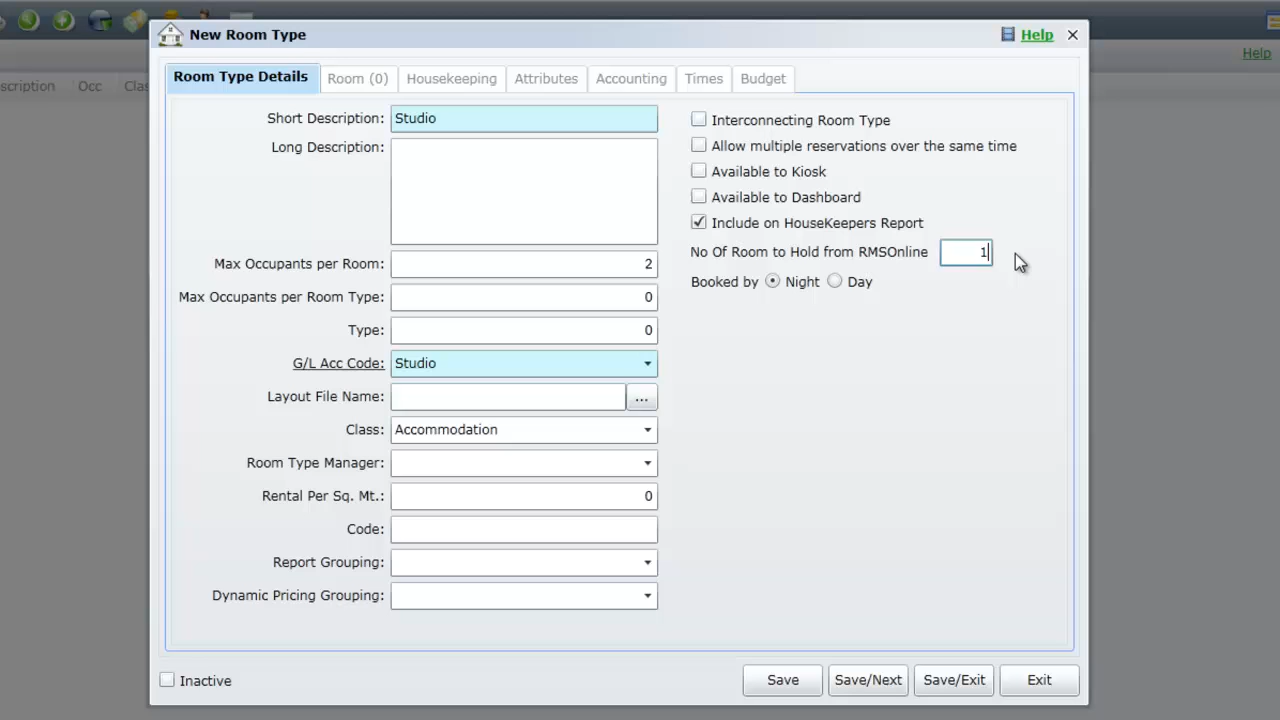 New Room Type
Help
Help
scription Occ Clas
Room Type Details Room (0) Housekeeping Attributes Accounting Times Budget
Short Description: Studio
Long Description:
Max Occupants per Room: 2
Max Occupants per Room Type: 0
Type: 0
G/L Acc Code: Studio
Layout File Name: ...
Class: Accommodation
Room Type Manager:
Rental Per Sq. Mt.: 0
Code:
Report Grouping:
Dynamic Pricing Grouping:
Interconnecting Room Type
Allow multiple reservations over the same time
Available to Kiosk
Available to Dashboard
Include on HouseKeepers Report
No Of Room to Hold from RMSOnline 1
Booked by Night Day
Inactive
Save Save/Next Save/Exit Exit